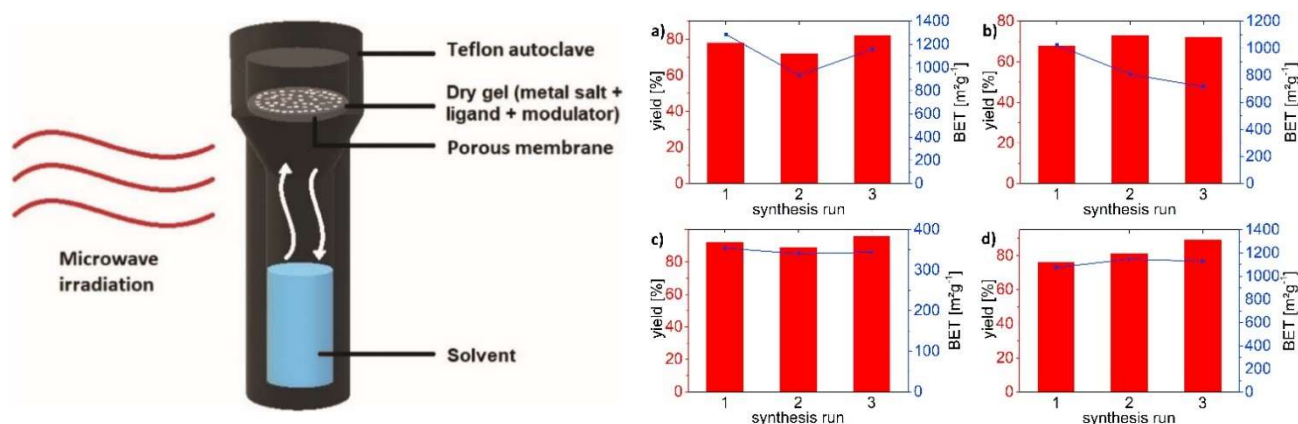 Teflon autoclave
Dry gel (metal salt +
ligand + modulator)
Porous membrane
Microwave
irradiation
Solvent
a)
yield [%]
80
60
40
20
0
1 2 3
synthesis run
1400
1200
1000
800
600
400
200
0
BET [m²g⁻¹]
b)
yield [%]
80
60
40
20
0
1 2 3
synthesis run
1200
1000
800
600
400
200
0
BET [m²g⁻¹]
c)
yield [%]
80
60
40
20
0
1 2 3
synthesis run
400
300
200
100
0
BET [m²g⁻¹]
d)
yield [%]
80
60
40
20
0
1 2 3
synthesis run
1400
1200
1000
800
600
400
200
0
BET [m²g⁻¹]